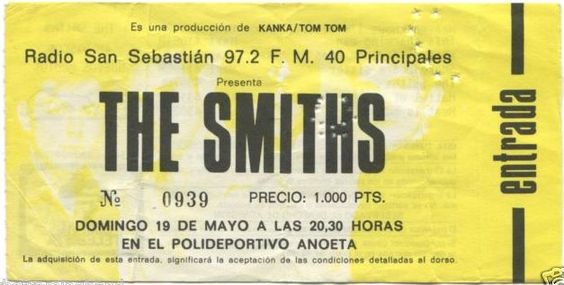 Es una producción de KANKA/TOM TOM
Radio San Sebastián 97.2 F. M. 40 Principales
Presenta
THE SMITHS
№ 0939 PRECIO: 1.000 PTS.
DOMINGO 19 DE MAYO A LAS 20,30 HORAS
EN EL POLIDEPORTIVO ANOETA
La adquisición de esta entrada, significará la aceptación de las condiciones detalladas al dorso.
entrada